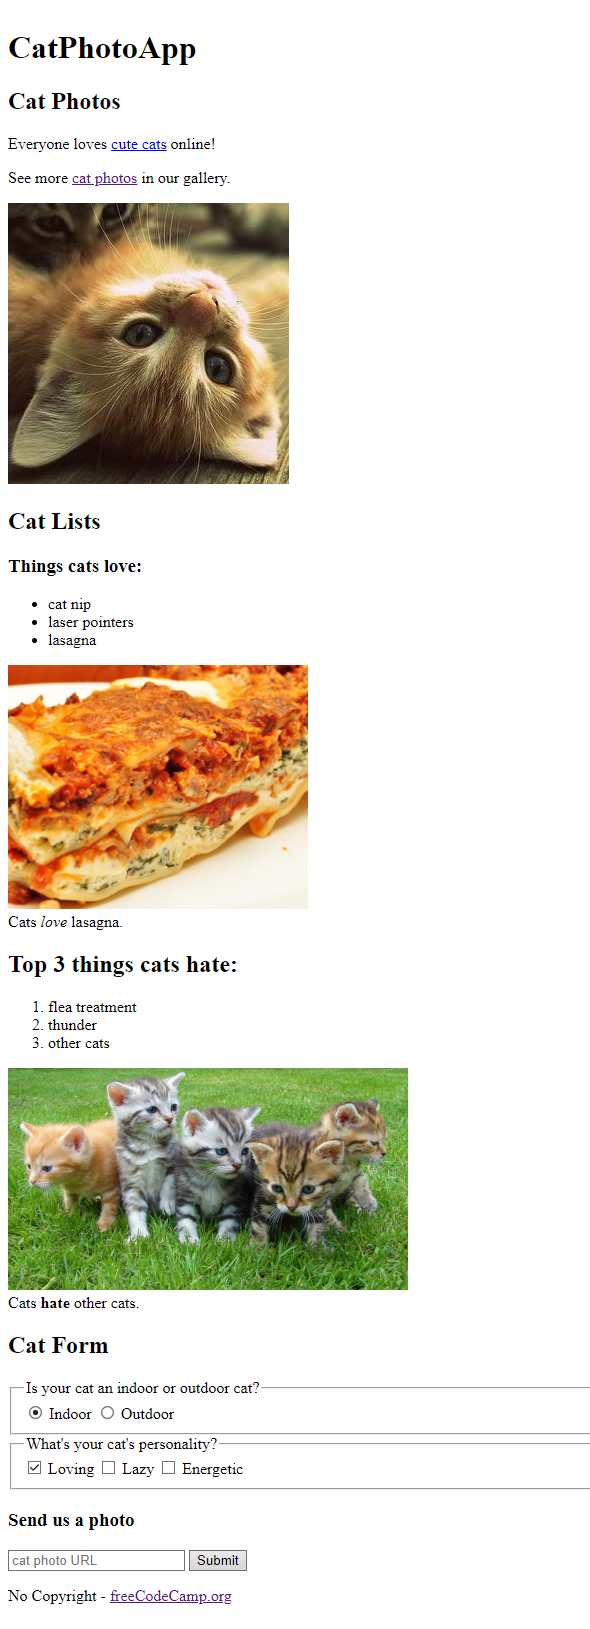 CatPhotoApp
Cat Photos
Everyone loves cute cats online!
See more cat photos in our gallery.
Cat Lists
Things cats love:
• cat nip
• laser pointers
• lasagna
Cats love lasagna.
Top 3 things cats hate:
1. flea treatment
2. thunder
3. other cats
Cats hate other cats.
Cat Form
Is your cat an indoor or outdoor cat?
Indoor Outdoor
What's your cat's personality?
Loving Lazy Energetic
Send us a photo
cat photo URL Submit
No Copyright - freeCodeCamp.org